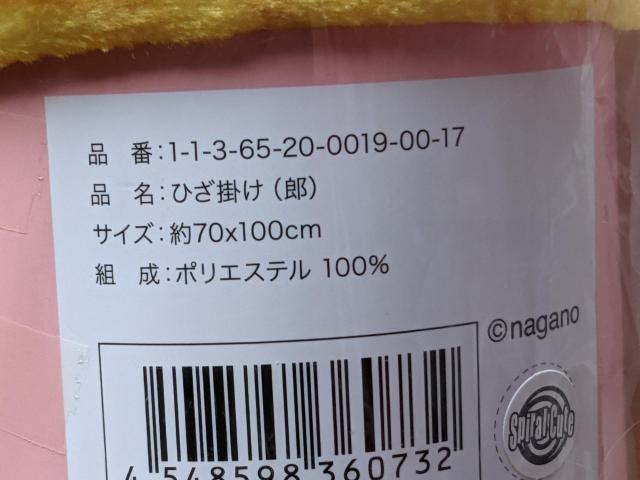 品 番:1-1-3-65-20-0019-00-17
品 名:ひざ掛け(郎)
サイズ:約70x100cm
組 成:ポリエステル 100%
©nagano
4 548598 360732
Spiral Cute